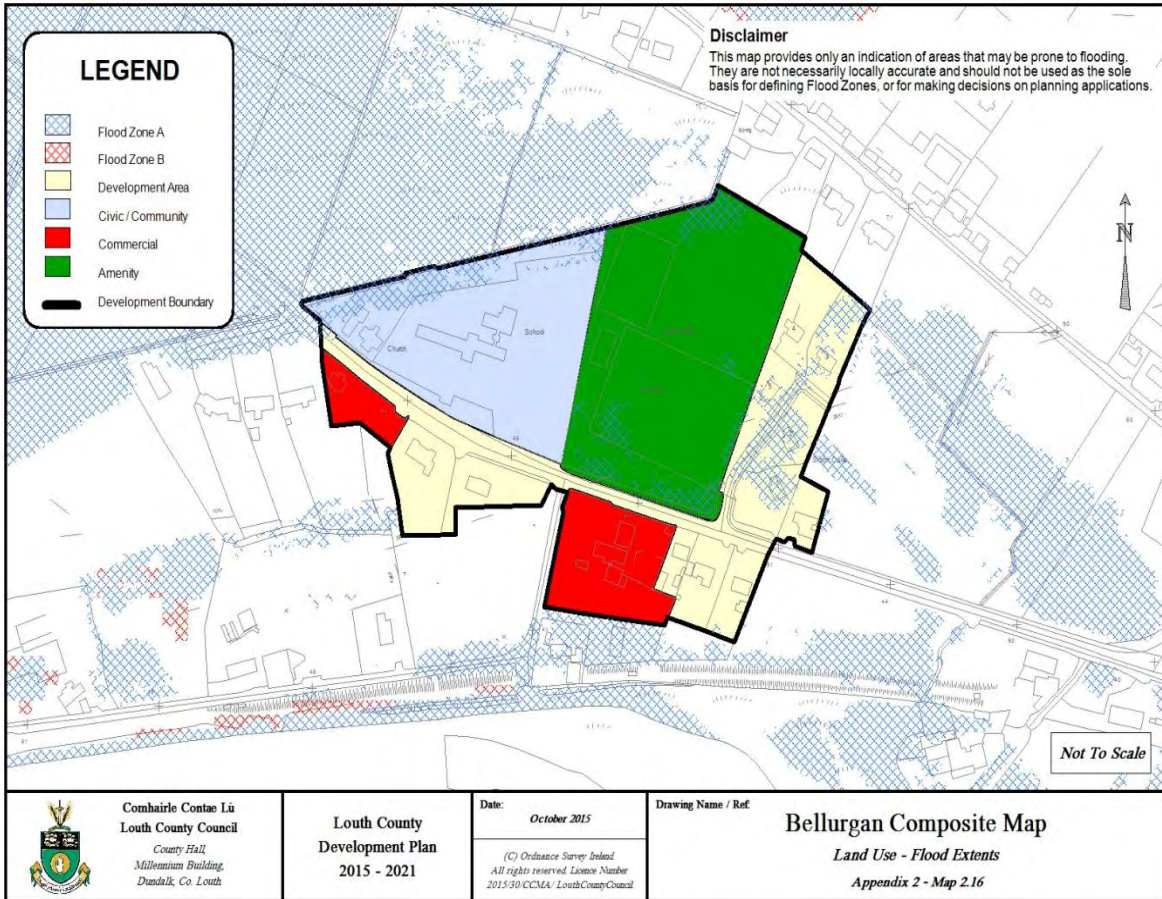 LEGEND
Flood Zone A
Flood Zone B
Development Area
Civic / Community
Commercial
Amenity
Development Boundary
Disclaimer
This map provides only an indication of areas that may be prone to flooding.
They are not necessarily locally accurate and should not be used as the sole
basis for defining Flood Zones, or for making decisions on planning applications.
N
School
Church
Not To Scale
Comhairle Contae Lú
Louth County Council
County Hall,
Millennium Building,
Dundalk, Co. Louth
Louth County
Development Plan
2015 - 2021
Date:
October 2015
(C) Ordnance Survey Ireland
All rights reserved. Licence Number
2015/30/CCMA/ LouthCountyCouncil
Drawing Name / Ref:
Bellurgan Composite Map
Land Use - Flood Extents
Appendix 2 - Map 2.16